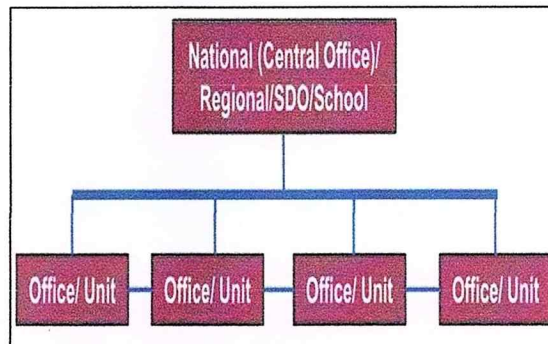 National (Central Office)/
Regional/SDO/School
Office/ Unit
Office/ Unit
Office/ Unit
Office/ Unit